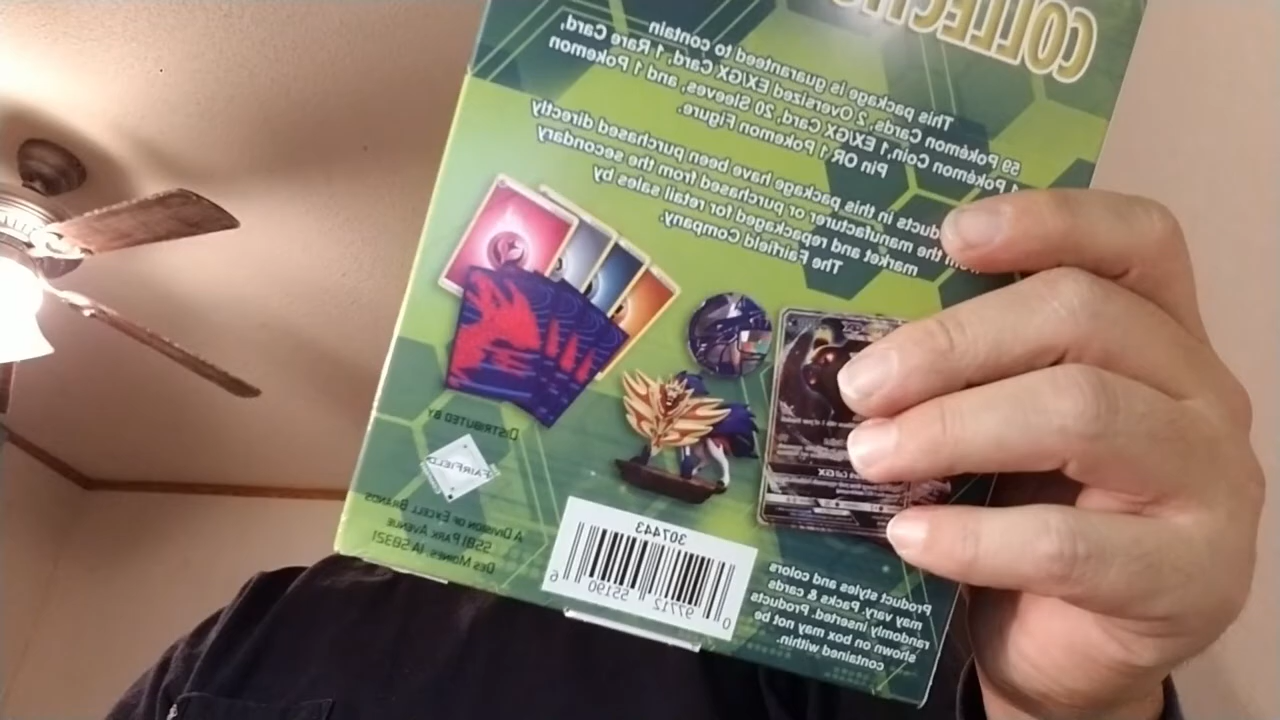 COLLECTIO
This package is guaranteed to contain
59 Pokémon Cards, 2 Oversized EX/GX Card, 1 Rare Card,
1 Pokémon Coin, 1 EX/GX Card, 20 Sleeves, and 1 Pokemon
Pin OR 1 Pokemon Figure.
ducts in this package have been purchased directly
the manufacturer or purchased from the secondary
market and repackaged for retail sales by
The Fairfield Company.
GX
DISTRIBUTED BY
FAIRFIELD
A DIVISION OF EXCELL BRANDS
5581 PARK AVENUE
DES MOINES, IA 50321
307443
0 97712 55190 6
Product styles and colors
may vary. Packs & cards
randomly inserted. Products
shown on box may not be
contained within.